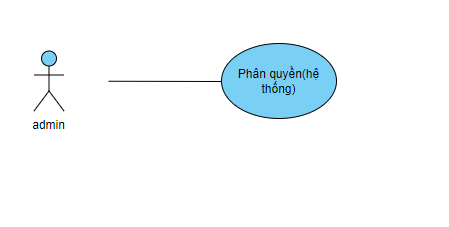 Phân quyền(hệ
thống)
admin